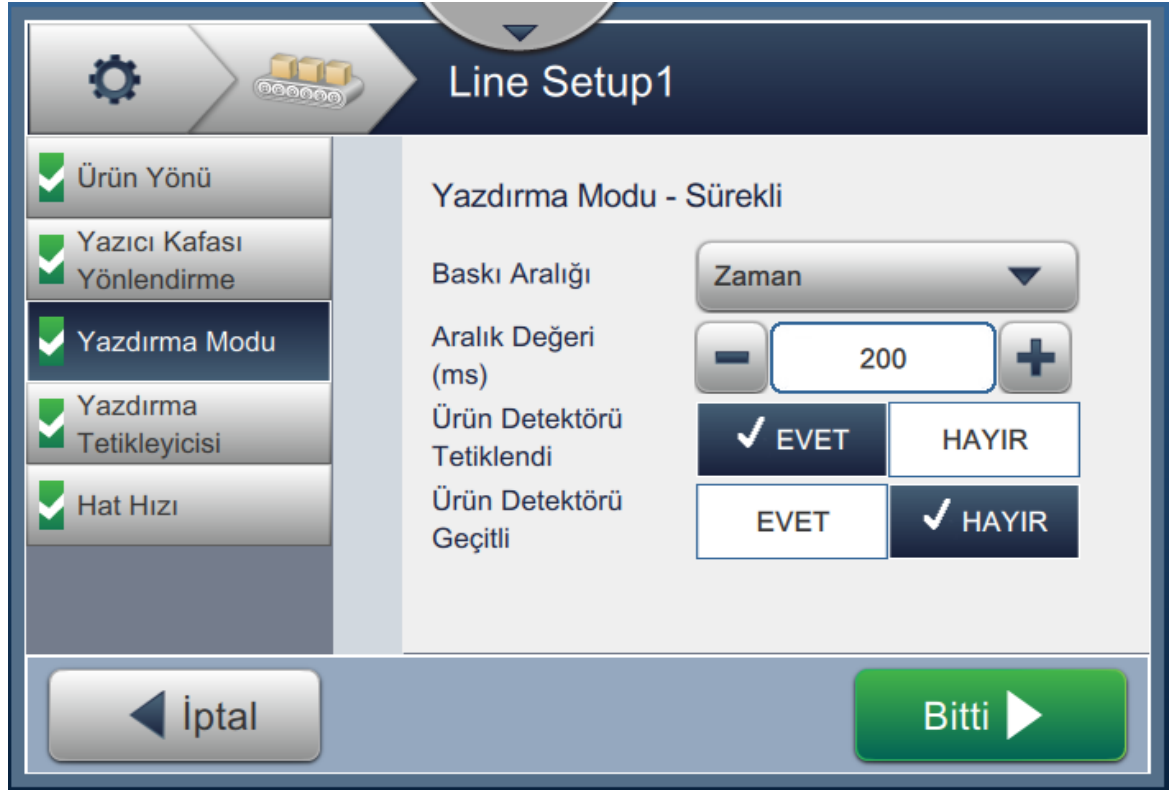 Line Setup1
Ürün Yönü
Yazıcı Kafası
Yönlendirme
Yazdırma Modu
Yazdırma
Tetikleyicisi
Hat Hızı
Yazdırma Modu - Sürekli
Baskı Aralığı
Zaman
Aralık Değeri
(ms)
200
Ürün Detektörü
Tetiklendi
EVET
HAYIR
Ürün Detektörü
Geçitli
EVET
HAYIR
İptal
Bitti